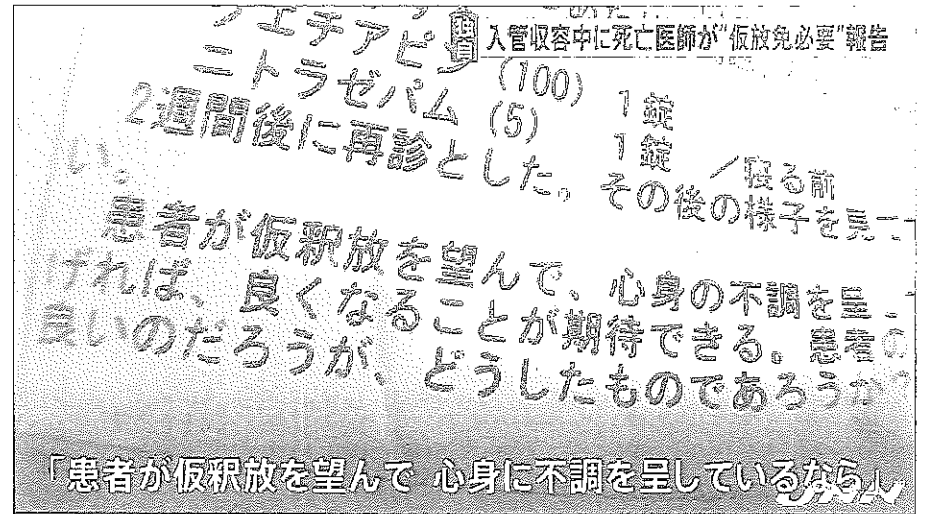 入管収容中に死亡医師が“仮放免必要”報告
クエチアピン (100) 1錠
ニトラゼパム (5) 1錠 ／寝る前
2週間後に再診とした。その後の様子を見
い。
患者が仮釈放を望んで、心身の不調を呈
げれば、良くなることが期待できる。患者の
良いのだろうが、どうしたものであろうか
「患者が仮釈放を望んで 心身に不調を呈しているなら」